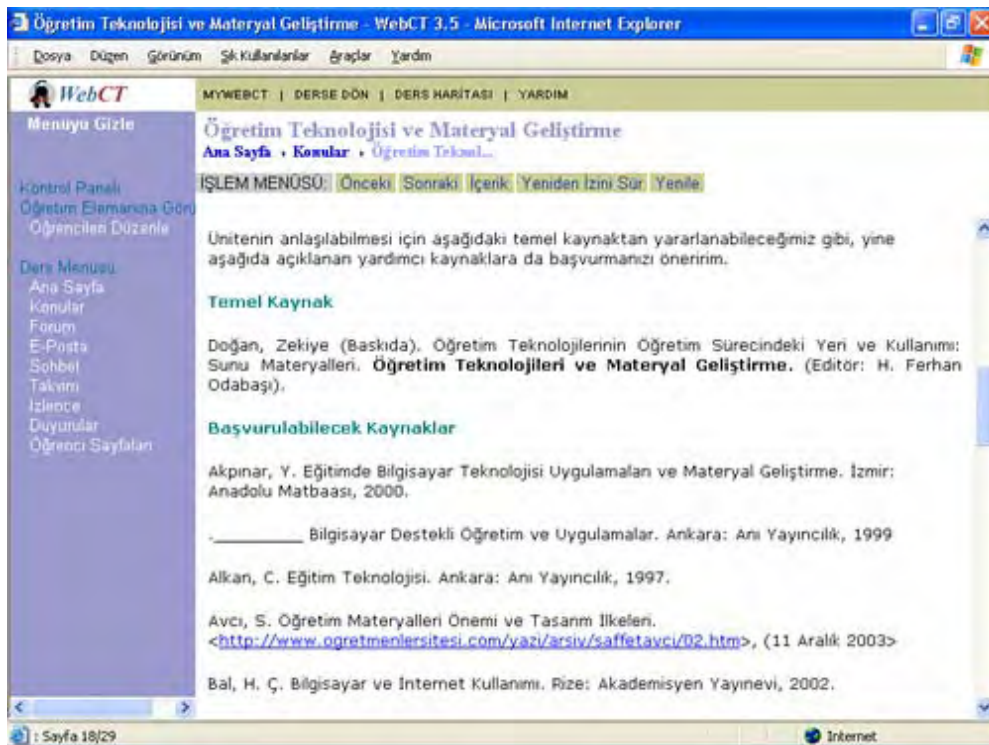 Öğretim Teknolojisi ve Materyal Geliştirme - WebCT 3.5 - Microsoft Internet Explorer
Dosya Düzen Görünüm Sık Kullanılanlar Araçlar Yardım
WebCT
MYWEBCT | DERSE DÖN | DERS HARİTASI | YARDIM
Menüyü Gizle
Öğretim Teknolojisi ve Materyal Geliştirme
Ana Sayfa › Konular › Öğretim Teknol...
İŞLEM MENÜSÜ: Önceki Sonraki İçerik Yeniden İzini Sür Yenile
Kontrol Paneli
Öğretim Elemanına Görü
Öğrencileri Düzenle
Ders Menüsü
Ana Sayfa
Konular
Forum
E-Posta
Sohbet
Takvim
İzlence
Duyurular
Öğrenci Sayfaları
Ünitenin anlaşılabilmesi için aşağıdaki temel kaynaktan yararlanabileceğimiz gibi, yine
aşağıda açıklanan yardımcı kaynaklara da başvurmanızı öneririm.
Temel Kaynak
Doğan, Zekiye (Baskıda). Öğretim Teknolojilerinin Öğretim Sürecindeki Yeri ve Kullanımı:
Sunu Materyalleri. Öğretim Teknolojileri ve Materyal Geliştirme. (Editör: H. Ferhan
Odabaşı).
Başvurulabilecek Kaynaklar
Akpınar, Y. Eğitimde Bilgisayar Teknolojisi Uygulamaları ve Materyal Geliştirme. İzmir:
Anadolu Matbaası, 2000.
.__________ Bilgisayar Destekli Öğretim ve Uygulamalar. Ankara: Anı Yayıncılık, 1999
Alkan, C. Eğitim Teknolojisi. Ankara: Anı Yayıncılık, 1997.
Avcı, S. Öğretim Materyalleri Önemi ve Tasarım İlkeleri.
<http://www.ogretmenlersitesi.com/yazi/arsiv/saffetavci/02.htm>, (11 Aralık 2003>
Bal, H. Ç. Bilgisayar ve İnternet Kullanımı. Rize: Akademisyen Yayınevi, 2002.
: Sayfa 18/29
Internet